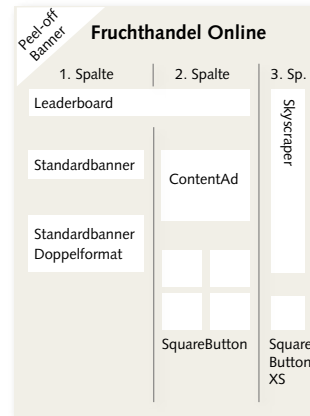 Peel-off
Banner
Fruchthandel Online
1. Spalte
2. Spalte
3. Sp.
Leaderboard
Skyscraper
Standardbanner
ContentAd
Standardbanner
Doppelformat
SquareButton
Square
Button
XS